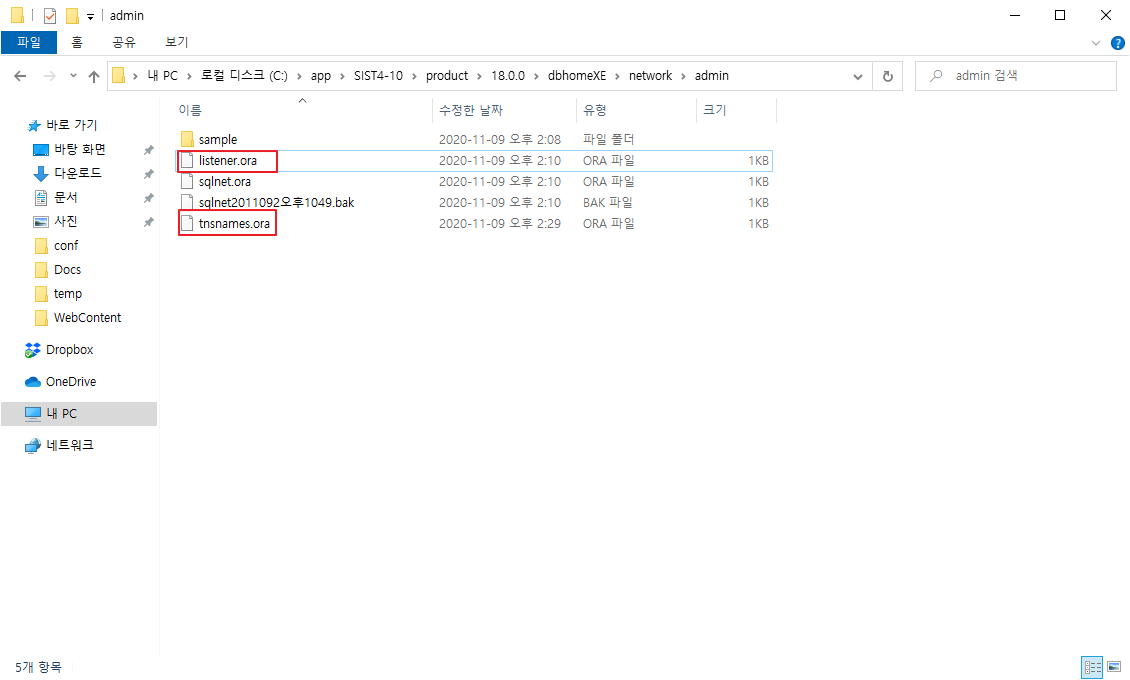 admin
파일 홈 공유 보기
내 PC 로컬 디스크 (C:) app SIST4-10 product 18.0.0 dbhomeXE network admin
admin 검색
이름 수정한 날짜 유형 크기
sample 2020-11-09 오후 2:08 파일 폴더
listener.ora 2020-11-09 오후 2:10 ORA 파일 1KB
sqlnet.ora 2020-11-09 오후 2:10 ORA 파일 1KB
sqlnet2011092오후1049.bak 2020-11-09 오후 2:10 BAK 파일 1KB
tnsnames.ora 2020-11-09 오후 2:29 ORA 파일 1KB
바로 가기
바탕 화면
다운로드
문서
사진
conf
Docs
temp
WebContent
Dropbox
OneDrive
내 PC
네트워크
5개 항목